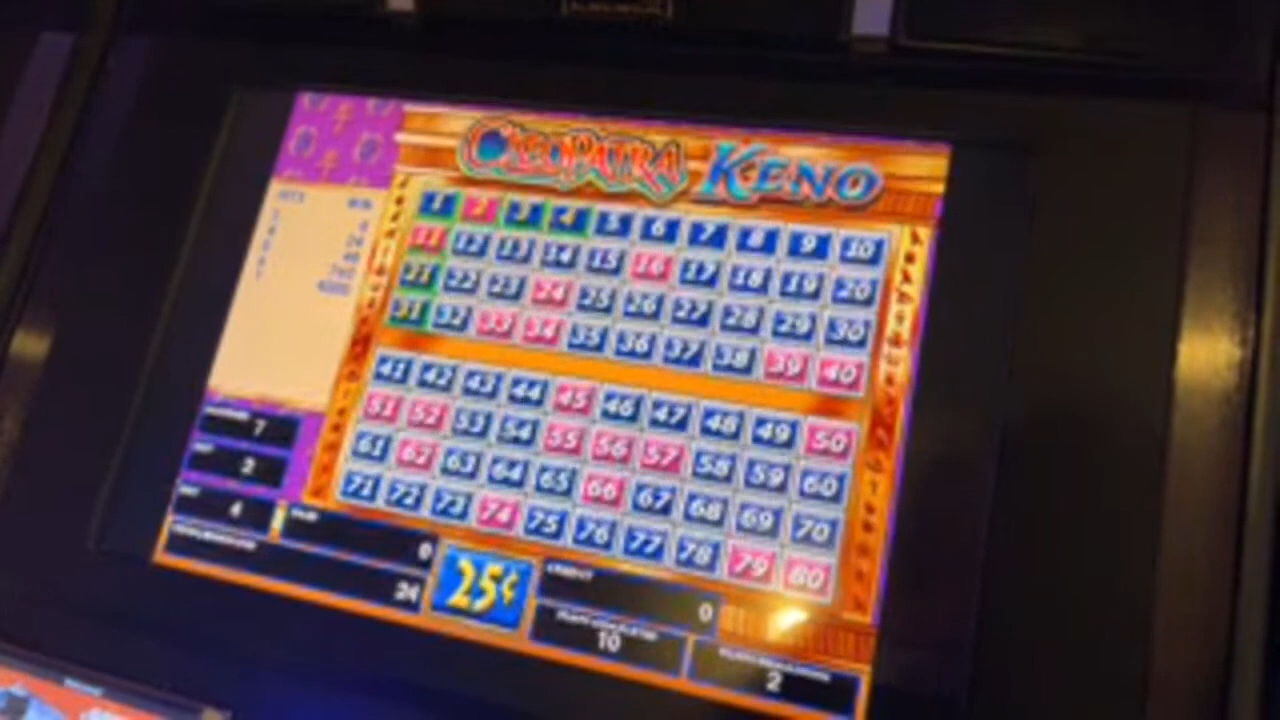 CLEOPATRA KENO
HITS WIN
1 2 3 4 5 6 7 8 9 10
11 12 13 14 15 16 17 18 19 20
21 22 23 24 25 26 27 28 29 30
31 32 33 34 35 36 37 38 39 40
41 42 43 44 45 46 47 48 49 50
51 52 53 54 55 56 57 58 59 60
61 62 63 64 65 66 67 68 69 70
71 72 73 74 75 76 77 78 79 80
7
2
4
0
25¢
CREDIT
0
10
2